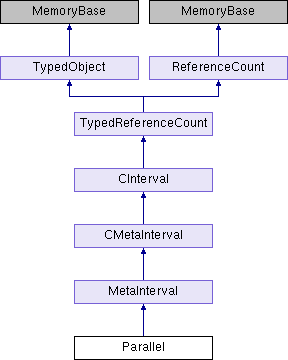 MemoryBase MemoryBase
TypedObject ReferenceCount
TypedReferenceCount
CInterval
CMetaInterval
MetaInterval
Parallel